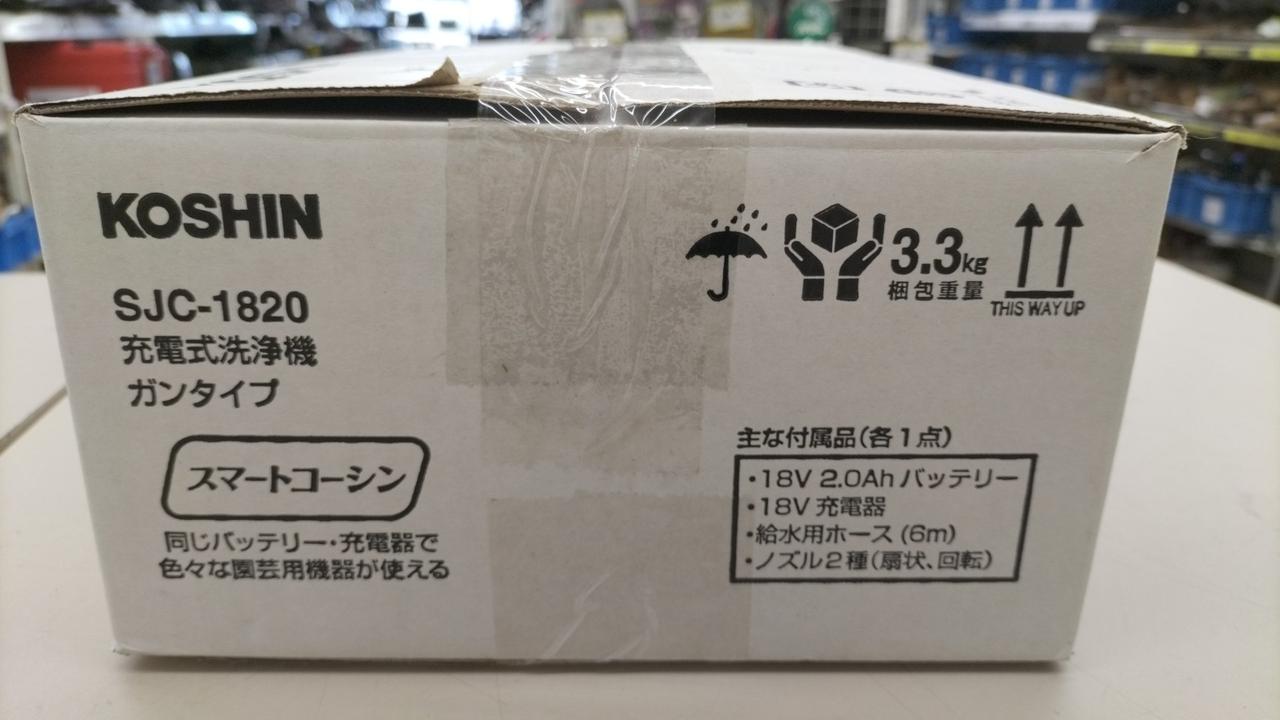 KOSHIN
SJC-1820
充電式洗浄機
ガンタイプ
スマートコーシン
同じバッテリー・充電器で
色々な園芸用機器が使える
3.3kg
梱包重量
THIS WAY UP
主な付属品(各1点)
・18V 2.0Ah バッテリー
・18V 充電器
・給水用ホース (6m)
・ノズル2種(扇状、回転)